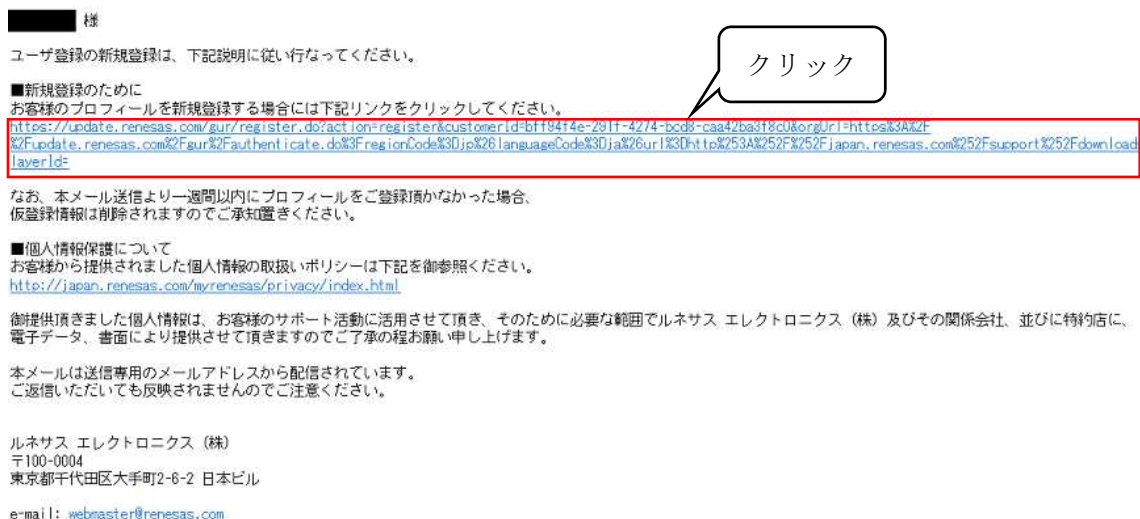 様
ユーザ登録の新規登録は、下記説明に従い行なってください。
クリック
■新規登録のために
お客様のプロフィールを新規登録する場合には下記リンクをクリックしてください。
https://update.renesas.com/gur/register.do?action=register&customerId=bff94f4e-291f-4274-bcd8-caa42ba3f8c0&orgUrl=https%3A%2F
%2Fupdate.renesas.com%2Fgur%2Fauthenticate.do%3FregionCode%3Djp%26languageCode%3Dja%26url%3Dhttp%253A%252F%252Fjapan.renesas.com%252Fsupport%252Fdownload
layerId=
なお、本メール送信より一週間以内にプロフィールをご登録頂かなかった場合、
仮登録情報は削除されますのでご承知置きください。
■個人情報保護について
お客様から提供されました個人情報の取扱いポリシーは下記を御参照ください。
http://japan.renesas.com/myrenesas/privacy/index.html
御提供頂きました個人情報は、お客様のサポート活動に活用させて頂き、そのために必要な範囲でルネサス エレクトロニクス（株）及びその関係会社、並びに特約店に、
電子データ、書面により提供させて頂きますのでご了承の程お願い申し上げます。
本メールは送信専用のメールアドレスから配信されています。
ご返信いただいても反映されませんのでご注意ください。
ルネサス エレクトロニクス（株）
〒100-0004
東京都千代田区大手町2-6-2 日本ビル
e-mail: webmaster@renesas.com